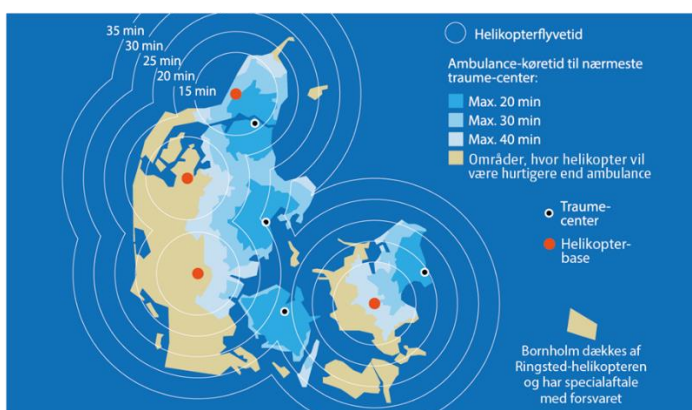 35 min
30 min
25 min
20 min
15 min
Helikopterflyvetid
Ambulance-køretid til nærmeste
traume-center:
Max. 20 min
Max. 30 min
Max. 40 min
Områder, hvor helikopter vil
være hurtigere end ambulance
Traume-
center
Helikopter-
base
Bornholm dækkes af
Ringsted-helikopteren
og har specialaftale
med forsvaret